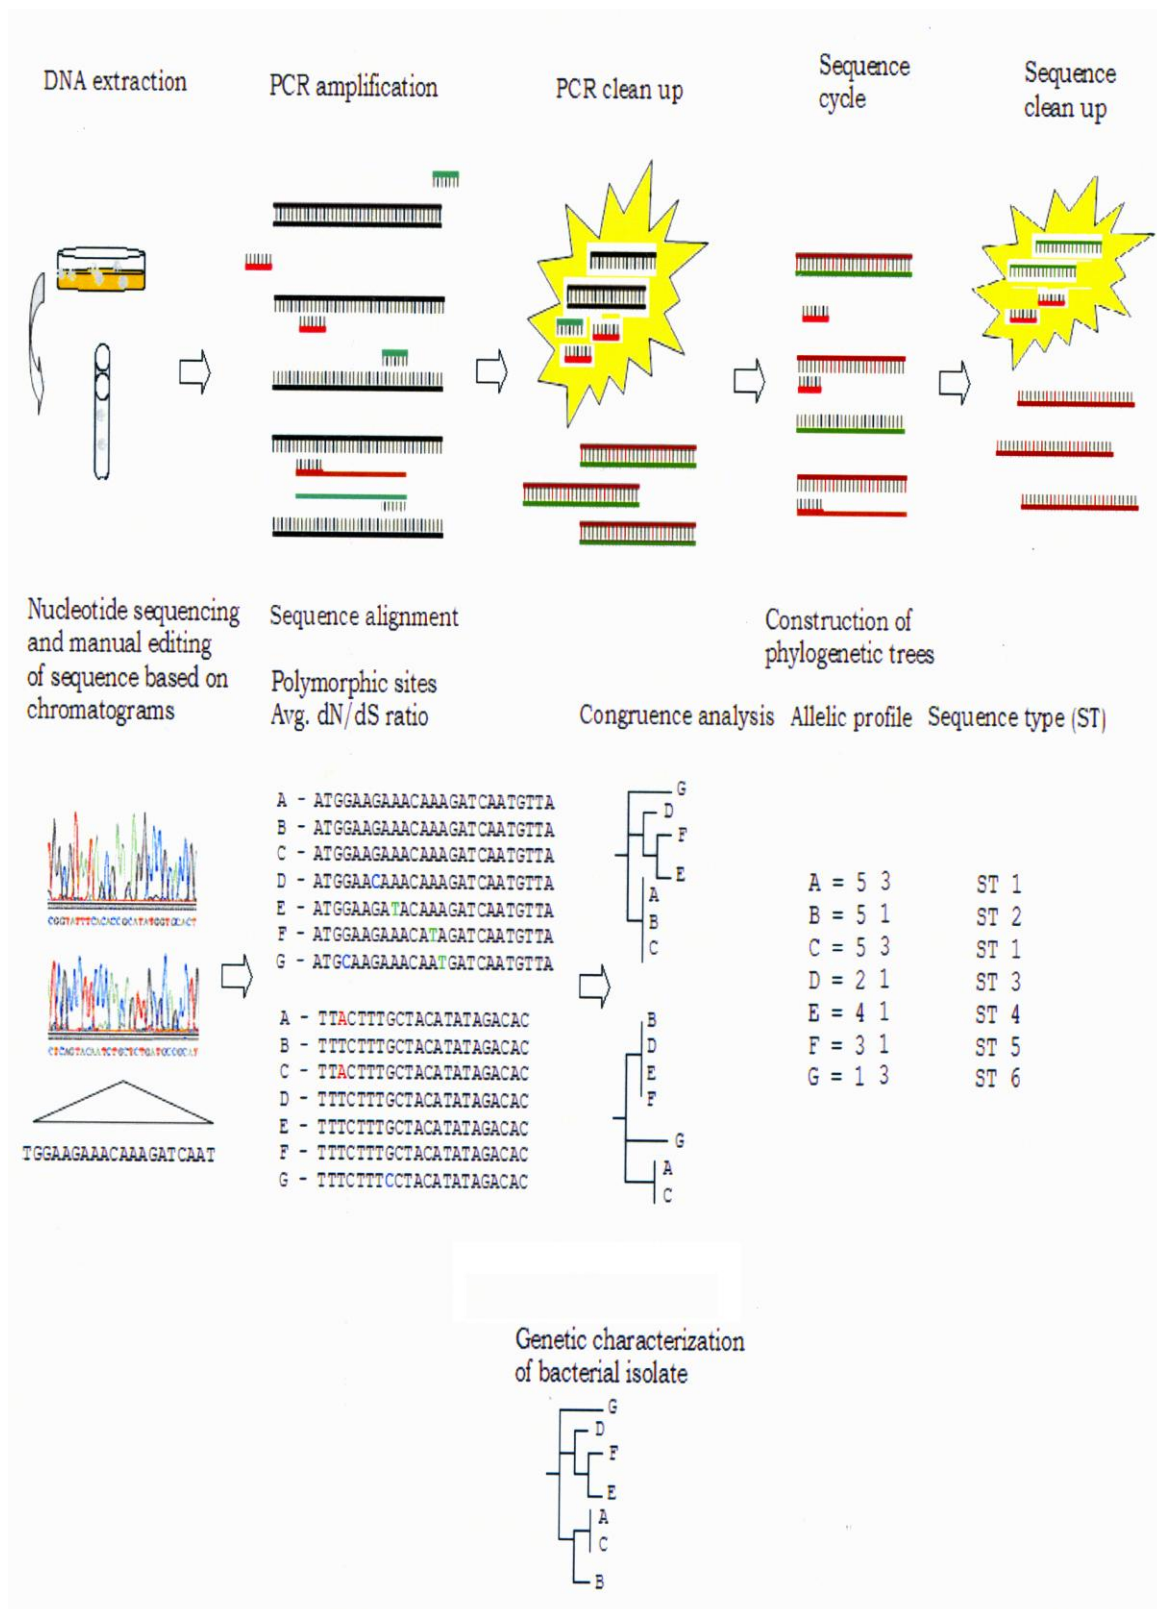 DNA extraction
PCR amplification
PCR clean up
Sequence
cycle
Sequence
clean up
Nucleotide sequencing
and manual editing
of sequence based on
chromatograms
CGGTATTTCACACCGCATATGGTGCACT
CTCAGTACAATCTGCTCTGATGCCGCAT
TGGAAGAAACAAAGATCAAT
Sequence alignment
Polymorphic sites
Avg. dN/dS ratio
A - ATGGAAGAAACAAAGATCAATGTTA
B - ATGGAAGAAACAAAGATCAATGTTA
C - ATGGAAGAAACAAAGATCAATGTTA
D - ATGGAACAAACAAAGATCAATGTTA
E - ATGGAAGATACAAAGATCAATGTTA
F - ATGGAAGAAACATAGATCAATGTTA
G - ATGCAAGAAACAATGATCAATGTTA
A - TTACTTTGCTACATATAGACAC
B - TTTCTTTGCTACATATAGACAC
C - TTACTTTGCTACATATAGACAC
D - TTTCTTTGCTACATATAGACAC
E - TTTCTTTGCTACATATAGACAC
F - TTTCTTTGCTACATATAGACAC
G - TTTCTTTCCTACATATAGACAC
Construction of
phylogenetic trees
Congruence analysis
G
D
F
E
A
B
C
B
D
E
F
G
A
C
Allelic profile
A = 5 3
B = 5 1
C = 5 3
D = 2 1
E = 4 1
F = 3 1
G = 1 3
Sequence type (ST)
ST 1
ST 2
ST 1
ST 3
ST 4
ST 5
ST 6
Genetic characterization
of bacterial isolate
G
D
F
E
A
C
B